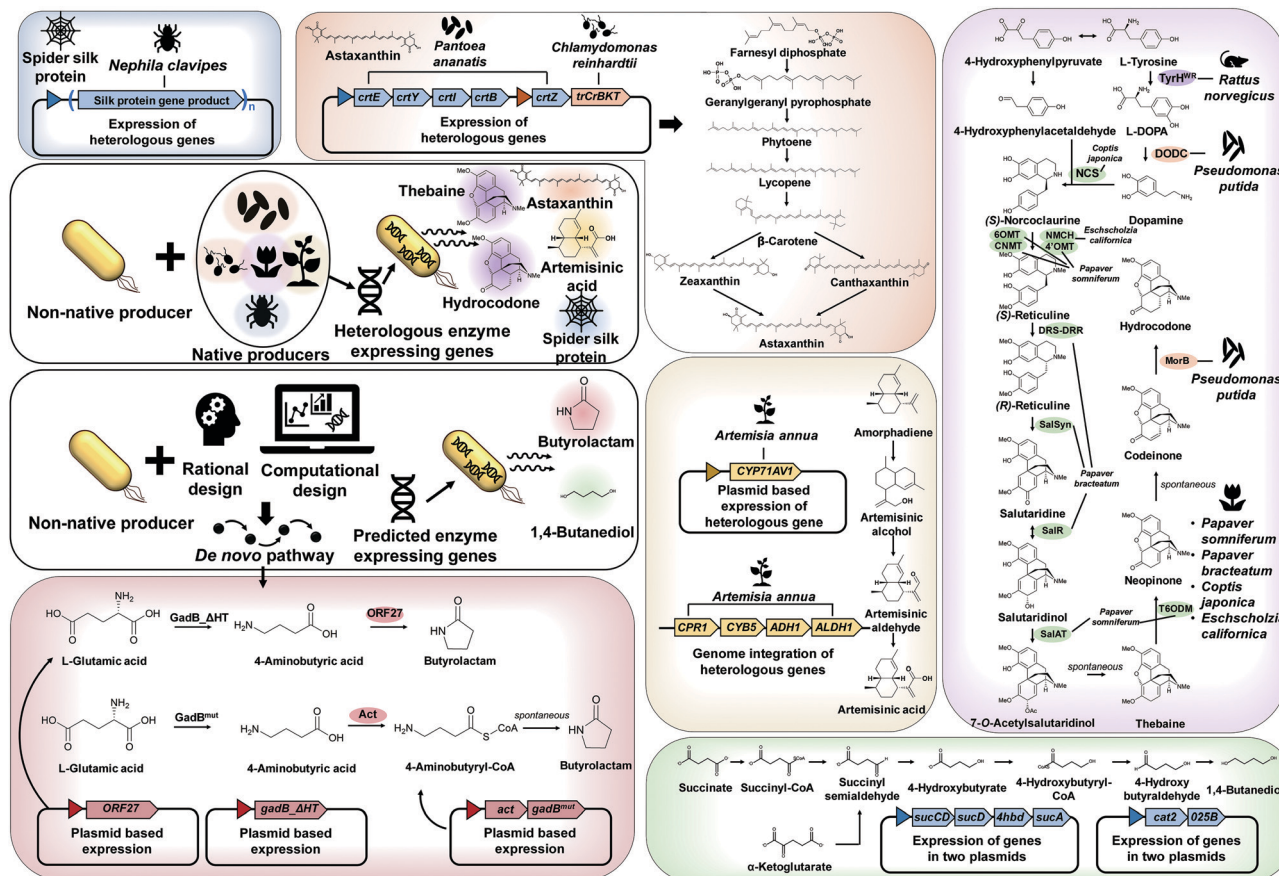 Spider silk
protein
Nephila clavipes
Silk protein gene product
n
Expression of
heterologous genes
Astaxanthin
Pantoea
ananatis
Chlamydomonas
reinhardtii
crtE
crtY
crtI
crtB
crtZ
trCrBKT
Expression of
heterologous genes
Farnesyl diphosphate
Geranylgeranyl pyrophosphate
Phytoene
Lycopene
β-Carotene
Zeaxanthin
Canthaxanthin
Astaxanthin
Non-native producer
Native producers
Heterologous enzyme
expressing genes
Thebaine
Astaxanthin
Hydrocodone
Artemisinic
acid
Spider silk
protein
Non-native producer
Rational
design
Computational
design
De novo pathway
Predicted enzyme
expressing genes
Butyrolactam
1,4-Butanediol
L-Glutamic acid
GadB_ΔHT
4-Aminobutyric acid
ORF27
Butyrolactam
L-Glutamic acid
GadBmut
4-Aminobutyric acid
Act
4-Aminobutyryl-CoA
spontaneous
Butyrolactam
ORF27
Plasmid based
expression
gadB_ΔHT
Plasmid based
expression
act
gadBmut
Plasmid based
expression
Artemisia annua
CYP71AV1
Plasmid based
expression of
heterologous gene
Artemisia annua
CPR1
CYB5
ADH1
ALDH1
Genome integration of
heterologous genes
Amorphadiene
Artemisinic
alcohol
Artemisinic
aldehyde
Artemisinic acid
4-Hydroxyphenylpyruvate
L-Tyrosine
TyrHWR
Rattus
norvegicus
4-Hydroxyphenylacetaldehyde
L-DOPA
Coptis
japonica
NCS
DODC
Pseudomonas
putida
(S)-Norcoclaurine
Dopamine
6OMT
CNMT
NMCH
4'OMT
Eschscholzia
californica
Papaver
somniferum
(S)-Reticuline
DRS-DRR
Hydrocodone
MorB
Pseudomonas
putida
(R)-Reticuline
SalSyn
Papaver
bracteatum
Codeinone
spontaneous
Salutaridine
SalR
Neopinone
• Papaver
somniferum
• Papaver
bracteatum
• Coptis
japonica
• Eschscholzia
californica
Salutaridinol
SalAT
Papaver
somniferum
T6ODM
spontaneous
7-O-Acetylsalutaridinol
Thebaine
Succinate
Succinyl-CoA
Succinyl
semialdehyde
4-Hydroxybutyrate
4-Hydroxybutyryl-
CoA
4-Hydroxy
butyraldehyde
1,4-Butanediol
α-Ketoglutarate
sucCD
sucD
4hbd
sucA
Expression of genes
in two plasmids
cat2
025B
Expression of genes
in two plasmids